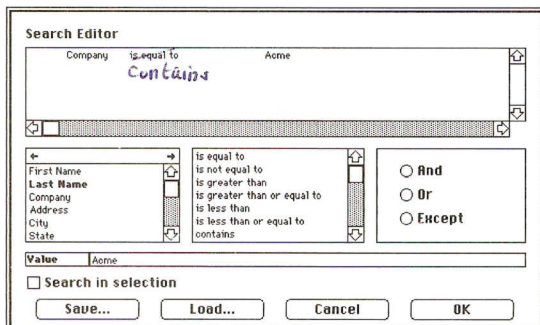 Search Editor
Company is equal to Acme
Contains
First Name
Last Name
Company
Address
City
State
is equal to
is not equal to
is greater than
is greater than or equal to
is less than
is less than or equal to
contains
And
Or
Except
Value Acme
Search in selection
Save... Load... Cancel OK